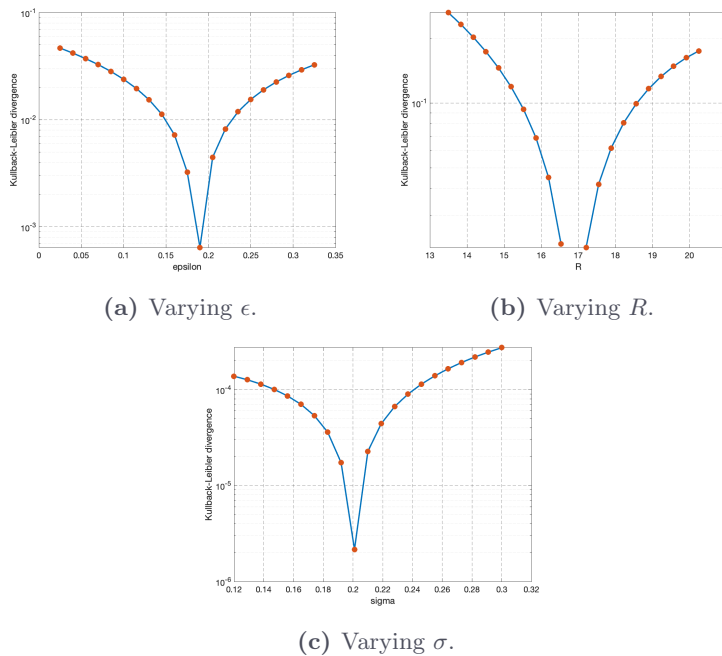 10^-1
10^-2
10^-3
Kullback-Leibler divergence
0 0.05 0.1 0.15 0.2 0.25 0.3 0.35
epsilon
(a) Varying ϵ.
10^-1
Kullback-Leibler divergence
13 14 15 16 17 18 19 20
R
(b) Varying R.
10^-4
10^-5
10^-6
Kullback-Leibler divergence
0.12 0.14 0.16 0.18 0.2 0.22 0.24 0.26 0.28 0.3 0.32
sigma
(c) Varying σ.